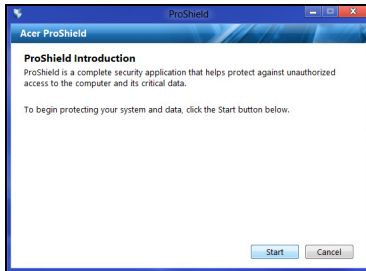 ProShield
Acer ProShield
ProShield Introduction
ProShield is a complete security application that helps protect against unauthorized
access to the computer and its critical data.
To begin protecting your system and data, click the Start button below.
Start Cancel